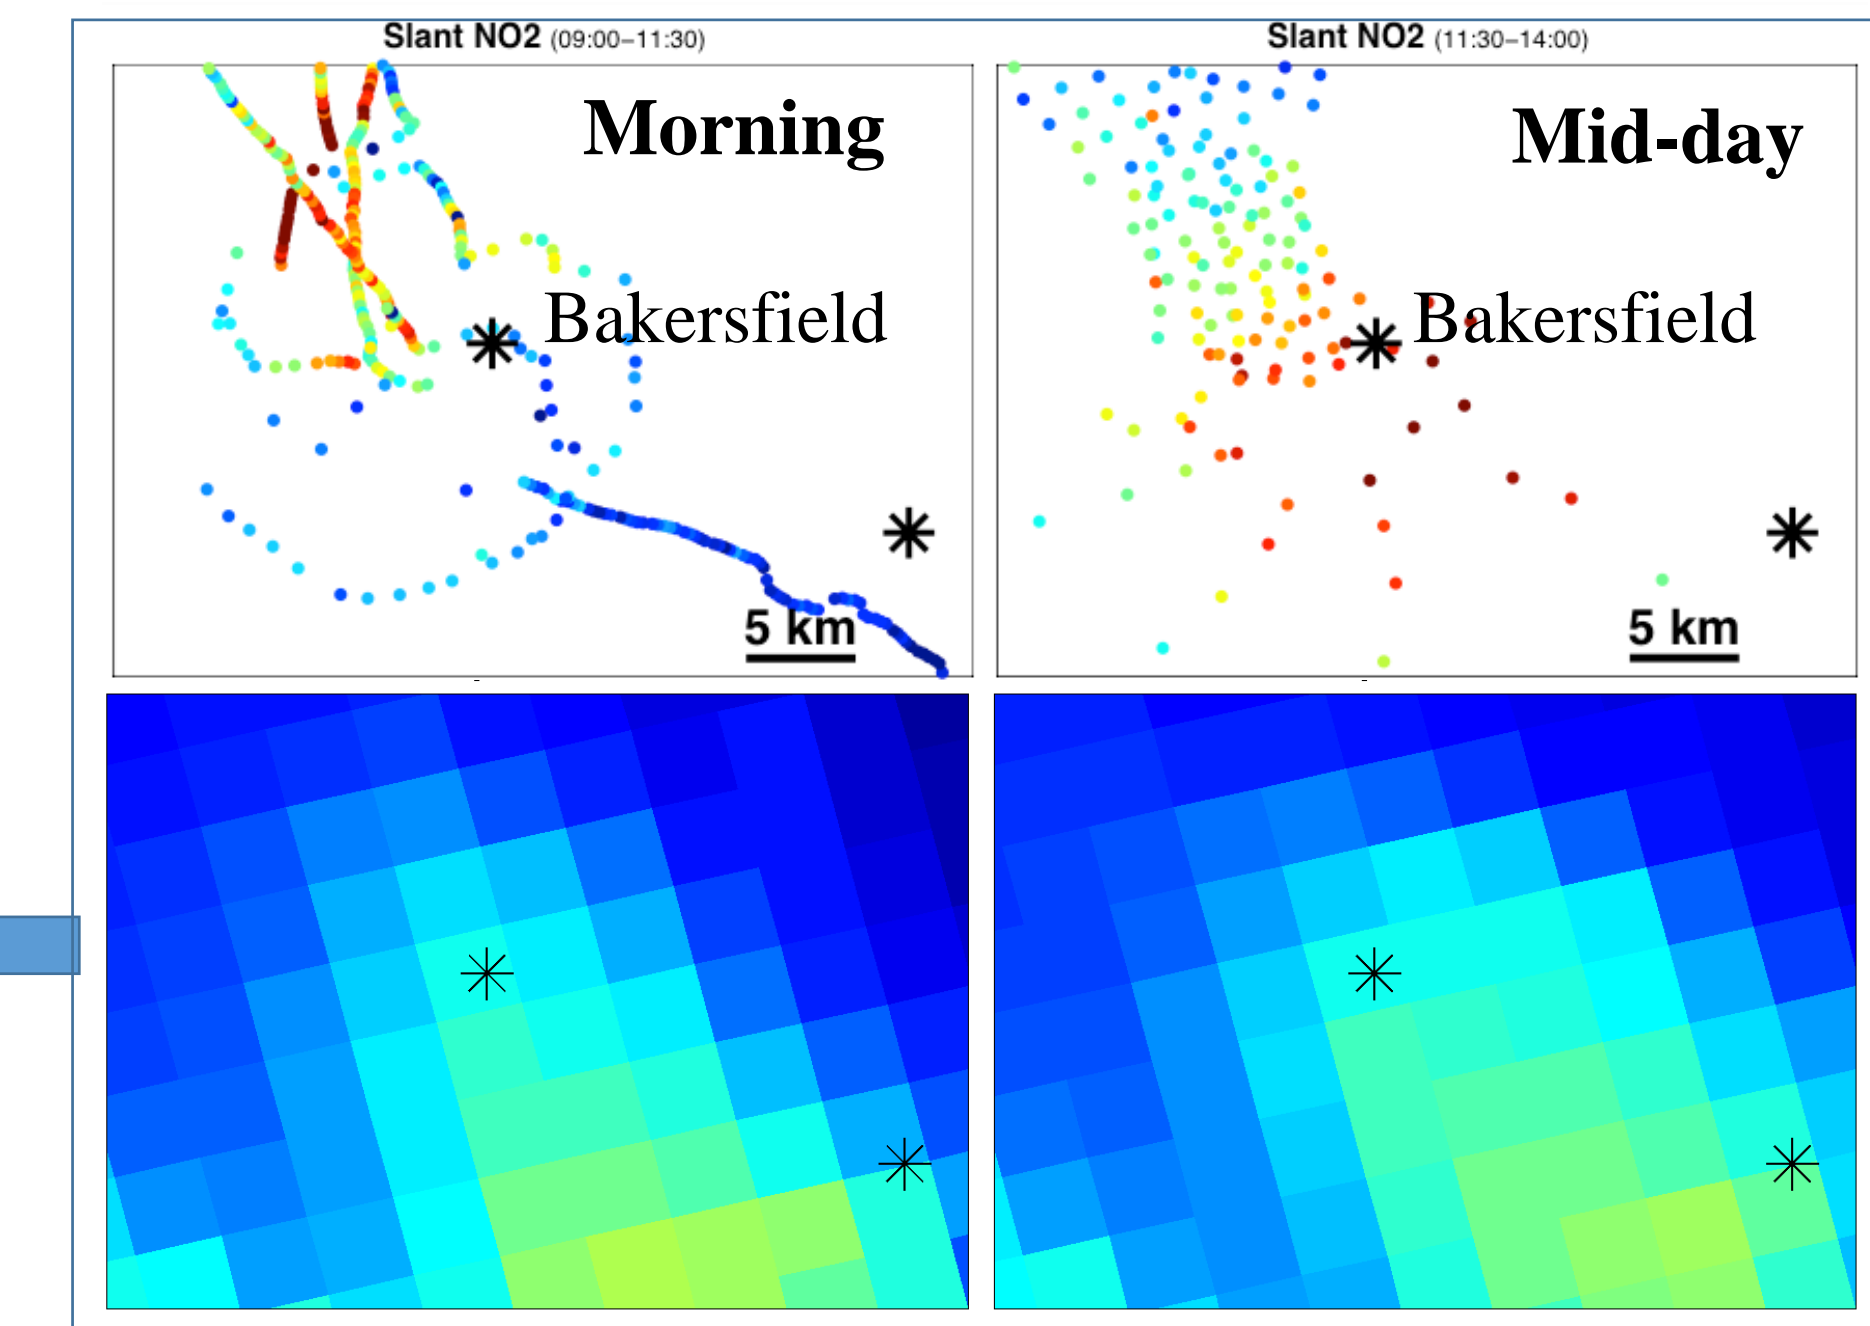 Slant NO2 (09:00–11:30)
Slant NO2 (11:30–14:00)
Morning
Mid-day
Bakersfield
Bakersfield
5 km
5 km